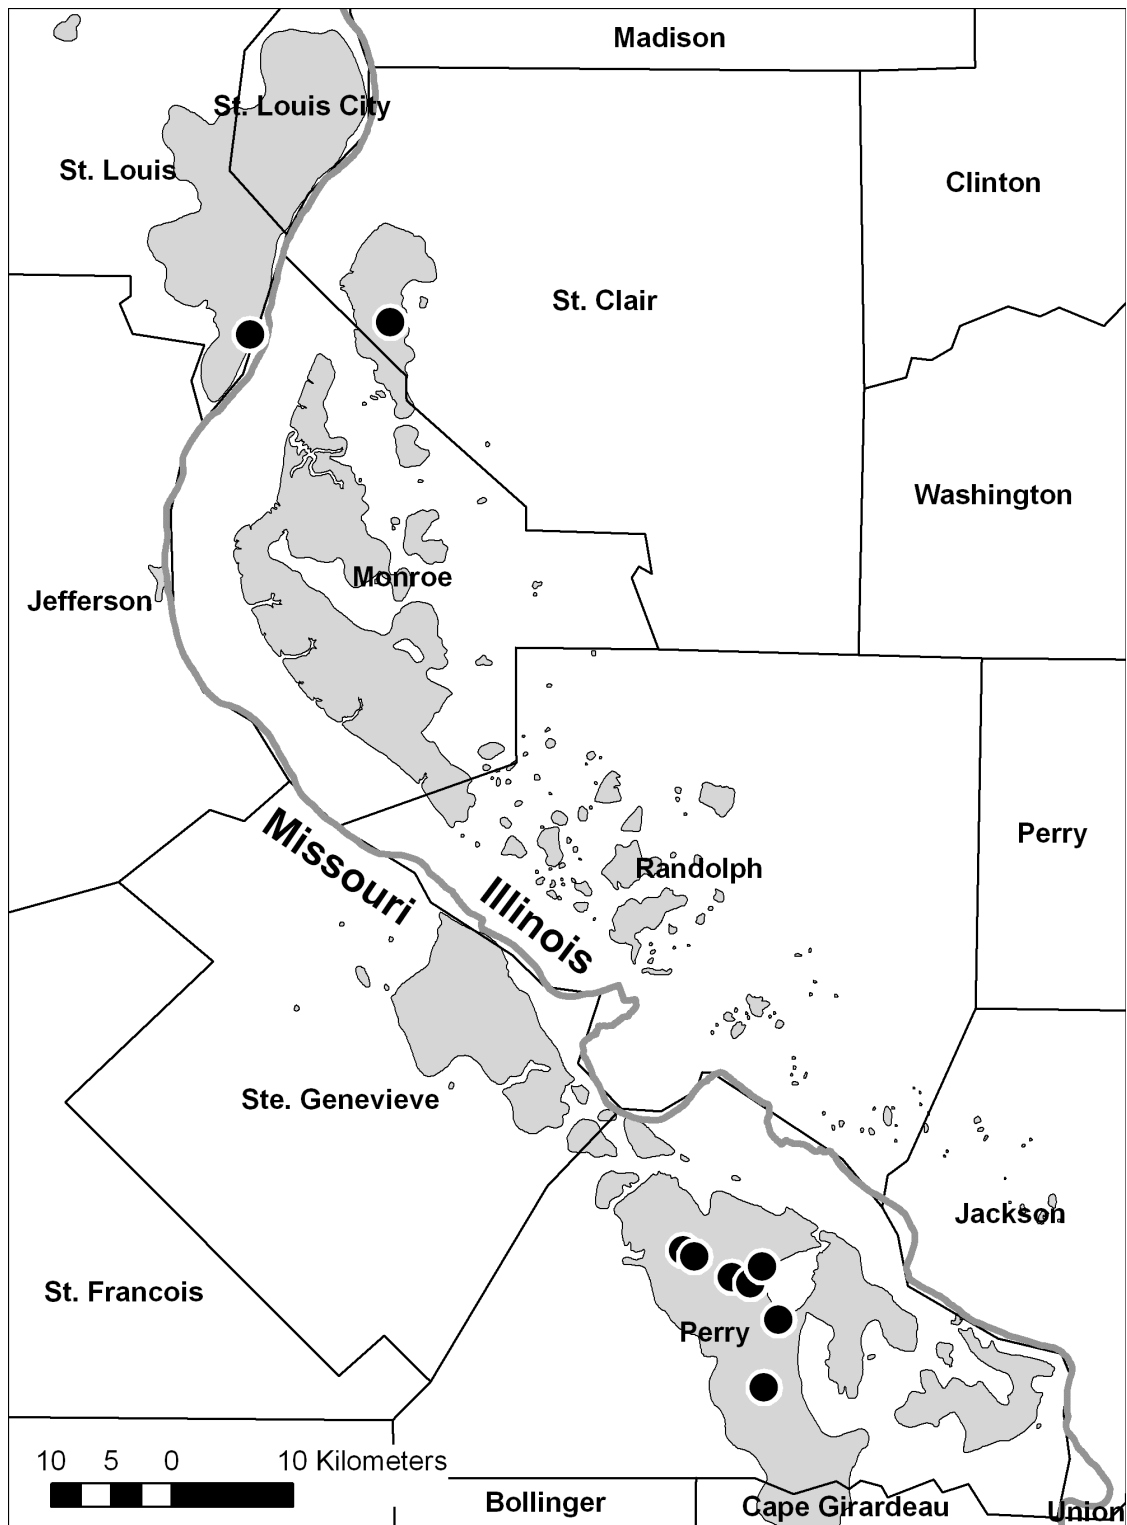 Madison
St. Louis City
St. Louis
Clinton
St. Clair
Washington
Monroe
Jefferson
Perry
Missouri
Illinois
Randolph
Ste. Genevieve
Jackson
St. Francois
Perry
10 5 0 10 Kilometers
Bollinger
Cape Girardeau
Union